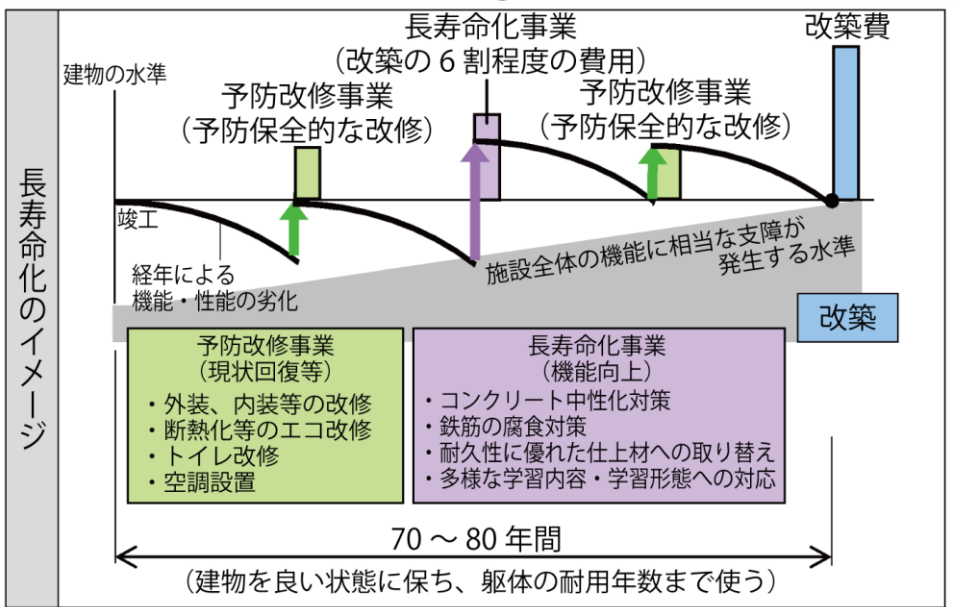 長寿命化のイメージ
長寿命化事業
(改築の6割程度の費用)
改築費
建物の水準
予防改修事業
(予防保全的な改修)
予防改修事業
(予防保全的な改修)
竣工
経年による
機能・性能の劣化
施設全体の機能に相当な支障が
発生する水準
改築
予防改修事業
(現状回復等)
・外装、内装等の改修
・断熱化等のエコ改修
・トイレ改修
・空調設置
長寿命化事業
(機能向上)
・コンクリート中性化対策
・鉄筋の腐食対策
・耐久性に優れた仕上材への取り替え
・多様な学習内容・学習形態への対応
70～80年間
(建物を良い状態に保ち、躯体の耐用年数まで使う)